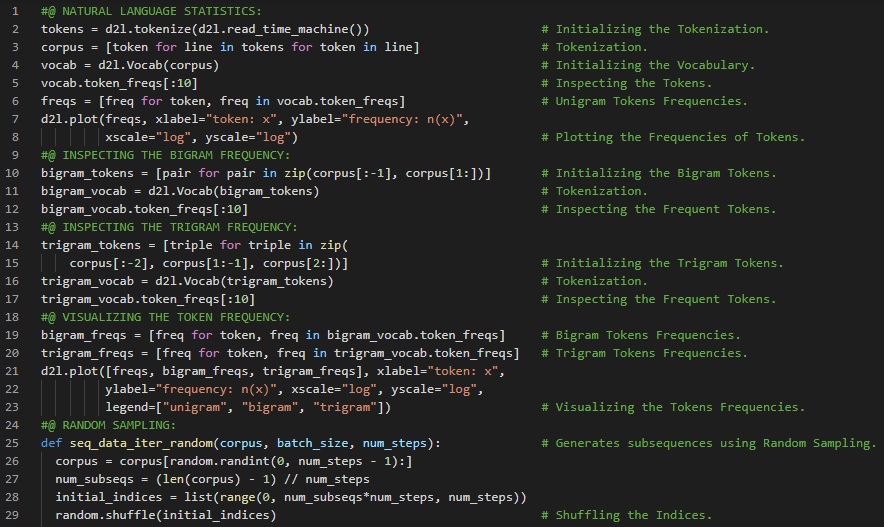 1 #@ NATURAL LANGUAGE STATISTICS:
2 tokens = d2l.tokenize(d2l.read_time_machine()) # Initializing the Tokenization.
3 corpus = [token for line in tokens for token in line] # Tokenization.
4 vocab = d2l.Vocab(corpus) # Initializing the Vocabulary.
5 vocab.token_freqs[:10] # Inspecting the Tokens.
6 freqs = [freq for token, freq in vocab.token_freqs] # Unigram Tokens Frequencies.
7 d2l.plot(freqs, xlabel="token: x", ylabel="frequency: n(x)",
8 xscale="log", yscale="log") # Plotting the Frequencies of Tokens.
9 #@ INSPECTING THE BIGRAM FREQUENCY:
10 bigram_tokens = [pair for pair in zip(corpus[:-1], corpus[1:])] # Initializing the Bigram Tokens.
11 bigram_vocab = d2l.Vocab(bigram_tokens) # Tokenization.
12 bigram_vocab.token_freqs[:10] # Inspecting the Frequent Tokens.
13 #@ INSPECTING THE TRIGRAM FREQUENCY:
14 trigram_tokens = [triple for triple in zip(
15 corpus[:-2], corpus[1:-1], corpus[2:])] # Initializing the Trigram Tokens.
16 trigram_vocab = d2l.Vocab(trigram_tokens) # Tokenization.
17 trigram_vocab.token_freqs[:10] # Inspecting the Frequent Tokens.
18 #@ VISUALIZING THE TOKEN FREQUENCY:
19 bigram_freqs = [freq for token, freq in bigram_vocab.token_freqs] # Bigram Tokens Frequencies.
20 trigram_freqs = [freq for token, freq in trigram_vocab.token_freqs] # Trigram Tokens Frequencies.
21 d2l.plot([freqs, bigram_freqs, trigram_freqs], xlabel="token: x",
22 ylabel="frequency: n(x)", xscale="log", yscale="log",
23 legend=["unigram", "bigram", "trigram"]) # Visualizing the Tokens Frequencies.
24 #@ RANDOM SAMPLING:
25 def seq_data_iter_random(corpus, batch_size, num_steps): # Generates subsequences using Random Sampling.
26 corpus = corpus[random.randint(0, num_steps - 1):]
27 num_subseqs = (len(corpus) - 1) // num_steps
28 initial_indices = list(range(0, num_subseqs*num_steps, num_steps))
29 random.shuffle(initial_indices) # Shuffling the Indices.